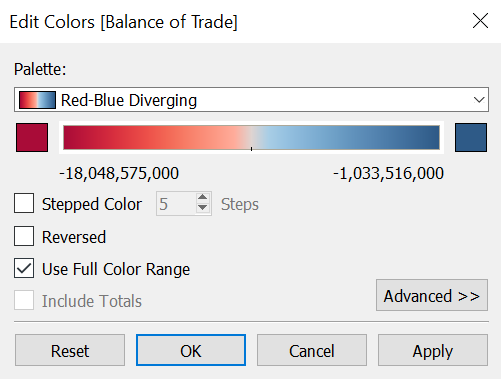 Edit Colors [Balance of Trade]
Palette:
Red-Blue Diverging
-18,048,575,000 -1,033,516,000
Stepped Color 5 Steps
Reversed
Use Full Color Range
Include Totals
Advanced >>
Reset OK Cancel Apply